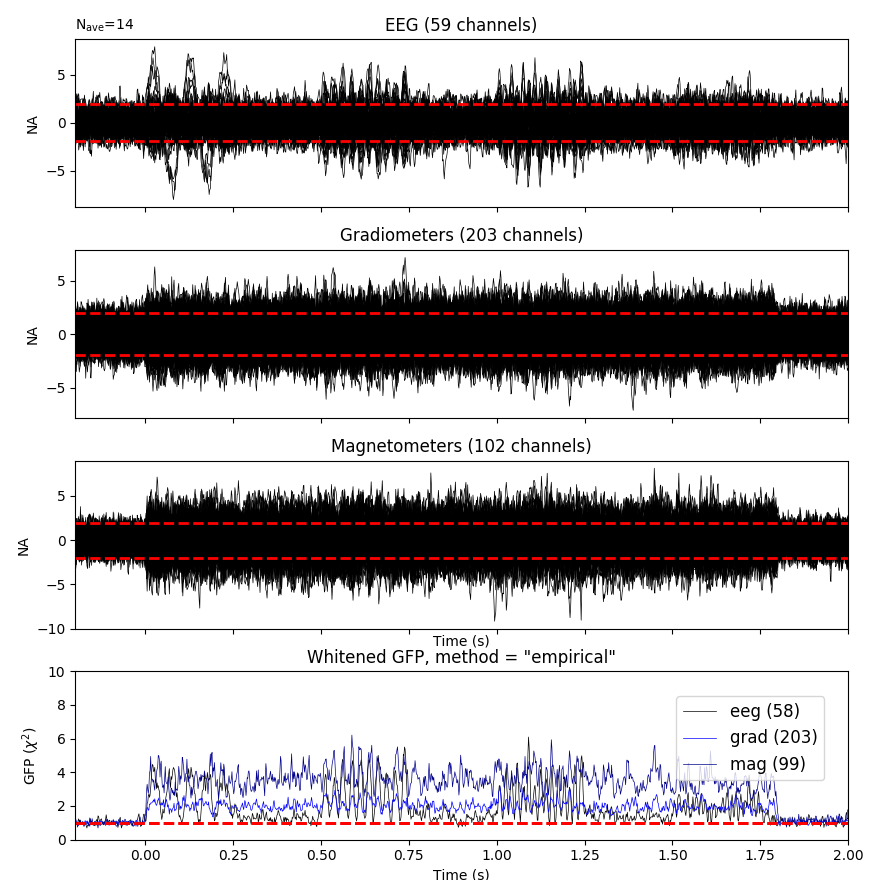 Nave=14
EEG (59 channels)
5
0
−5
NA
Gradiometers (203 channels)
5
0
−5
NA
Magnetometers (102 channels)
5
0
−5
−10
NA
Time (s)
Whitened GFP, method = "empirical"
10
8
6
4
2
0
GFP (χ²)
eeg (58)
grad (203)
mag (99)
0.00 0.25 0.50 0.75 1.00 1.25 1.50 1.75 2.00
Time (s)